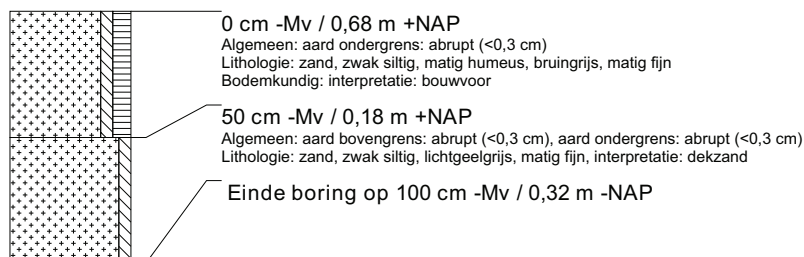 0 cm -Mv / 0,68 m +NAP
Algemeen: aard ondergrens: abrupt (<0,3 cm)
Lithologie: zand, zwak siltig, matig humeus, bruingrijs, matig fijn
Bodemkundig: interpretatie: bouwvoor
50 cm -Mv / 0,18 m +NAP
Algemeen: aard bovengrens: abrupt (<0,3 cm), aard ondergrens: abrupt (<0,3 cm)
Lithologie: zand, zwak siltig, lichtgeelgrijs, matig fijn, interpretatie: dekzand
Einde boring op 100 cm -Mv / 0,32 m -NAP